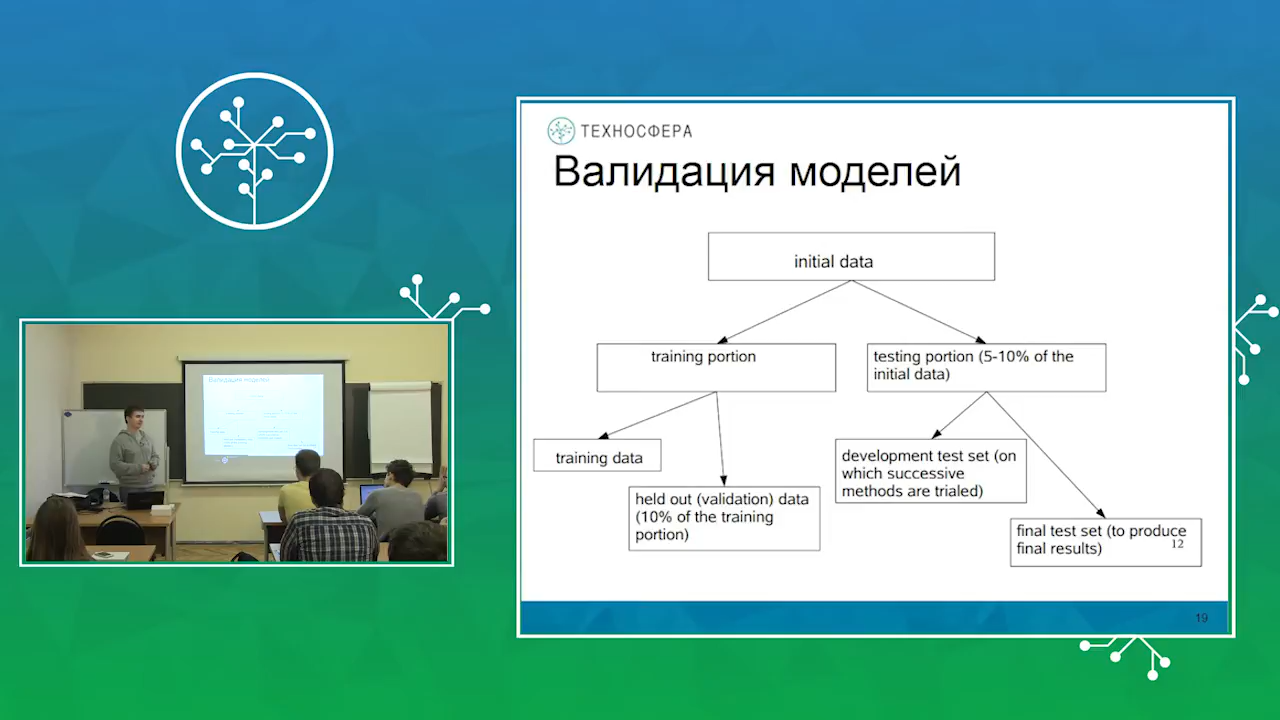 ТЕХНОСФЕРА
Валидация моделей
initial data
training portion
testing portion (5-10% of the
initial data)
training data
held out (validation) data
(10% of the training
portion)
development test set (on
which successive
methods are trialed)
final test set (to produce
final results)
12
19
Валидация моделей